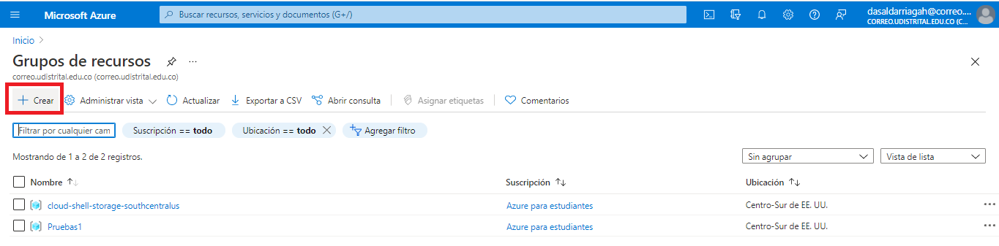 Microsoft Azure
Buscar recursos, servicios y documentos (G+/)
dasaldarriagah@correo....
CORREO.UDISTRITAL.EDU.CO (C...
Inicio >
Grupos de recursos ...
correo.udistrital.edu.co (correo.udistrital.edu.co)
+ Crear Administrar vista Actualizar Exportar a CSV Abrir consulta Asignar etiquetas Comentarios
Filtrar por cualquier cam Suscripción == todo Ubicación == todo Agregar filtro
Mostrando de 1 a 2 de 2 registros. Sin agrupar Vista de lista
Nombre ↑↓ Suscripción ↑↓ Ubicación ↑↓
cloud-shell-storage-southcentralus Azure para estudiantes Centro-Sur de EE. UU. ...
Pruebas1 Azure para estudiantes Centro-Sur de EE. UU. ...